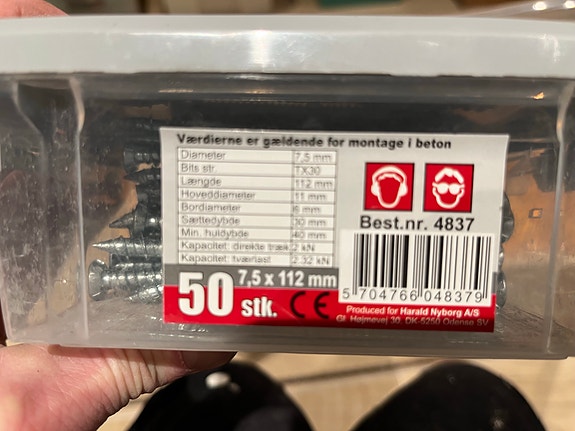 Værdierne er gældende for montage i beton
Diameter 7,5 mm
Bits str. TX30
Længde 112 mm
Hoveddiameter 11 mm
Bordiameter 6 mm
Sættedybde 30 mm
Min. huldybde 40 mm
Kapacitet: direkte træk 2 kN
Kapacitet: tværlast 2.32 kN
50 stk.
7,5 x 112 mm
CE
Best.nr. 4837
5 704766 048379
Produced for Harald Nyborg A/S
Gl. Højmevej 30, DK-5250 Odense SV